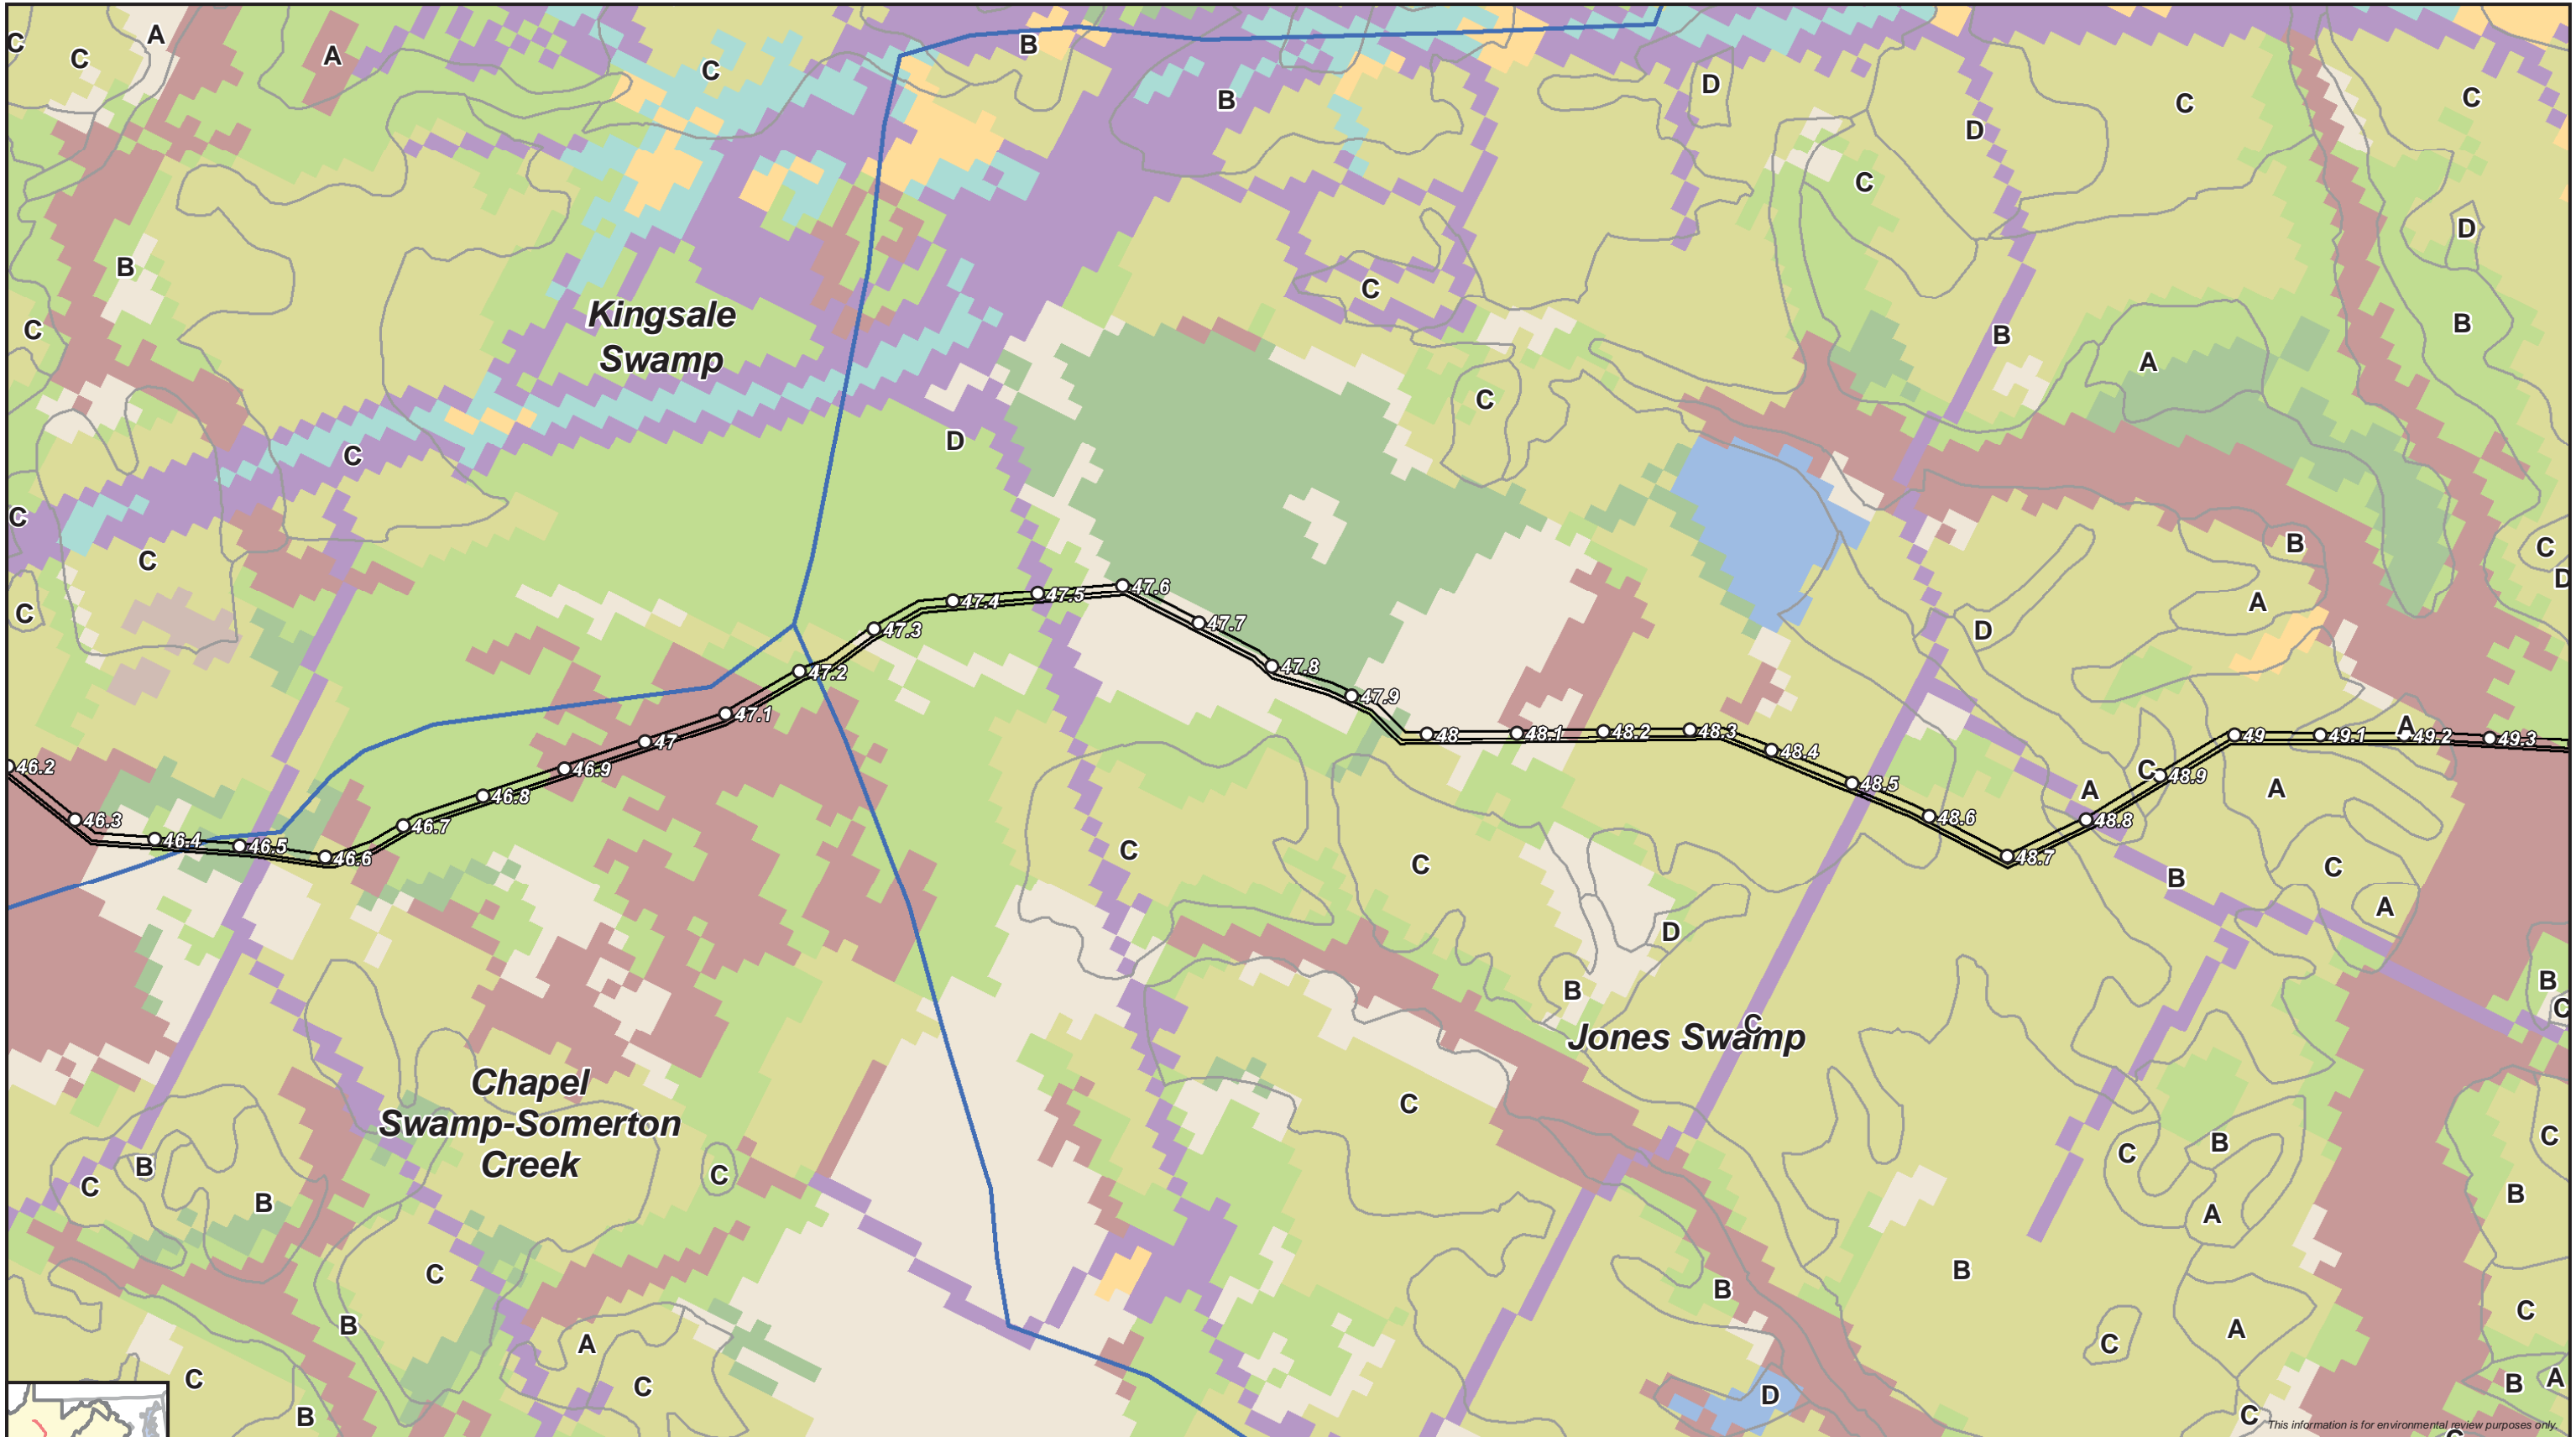 C
C
A
A
C
B
B
D
D
C
C
C
B
C
D
B
Kingsale
Swamp
C
C
B
B
A
C
D
C
C
C
C
B
C
D
A
D
C
46.2
46.3
46.4
46.5
46.6
46.7
46.8
46.9
47
47.1
47.2
47.3
47.4
47.5
47.6
47.7
47.8
47.9
48
48.1
48.2
48.3
48.4
48.5
48.6
48.7
48.8
48.9
49
49.1
49.2
49.3
A
C
A
A
C
C
B
C
A
D
B
B
C
C
Jones Swamp
Chapel
Swamp-Somerton
Creek
C
B
C
C
B
C
B
C
B
A
B
C
B
B
C
B
A
C
A
C
C
B
D
B
A
C
C
This information is for environmental review purposes only.